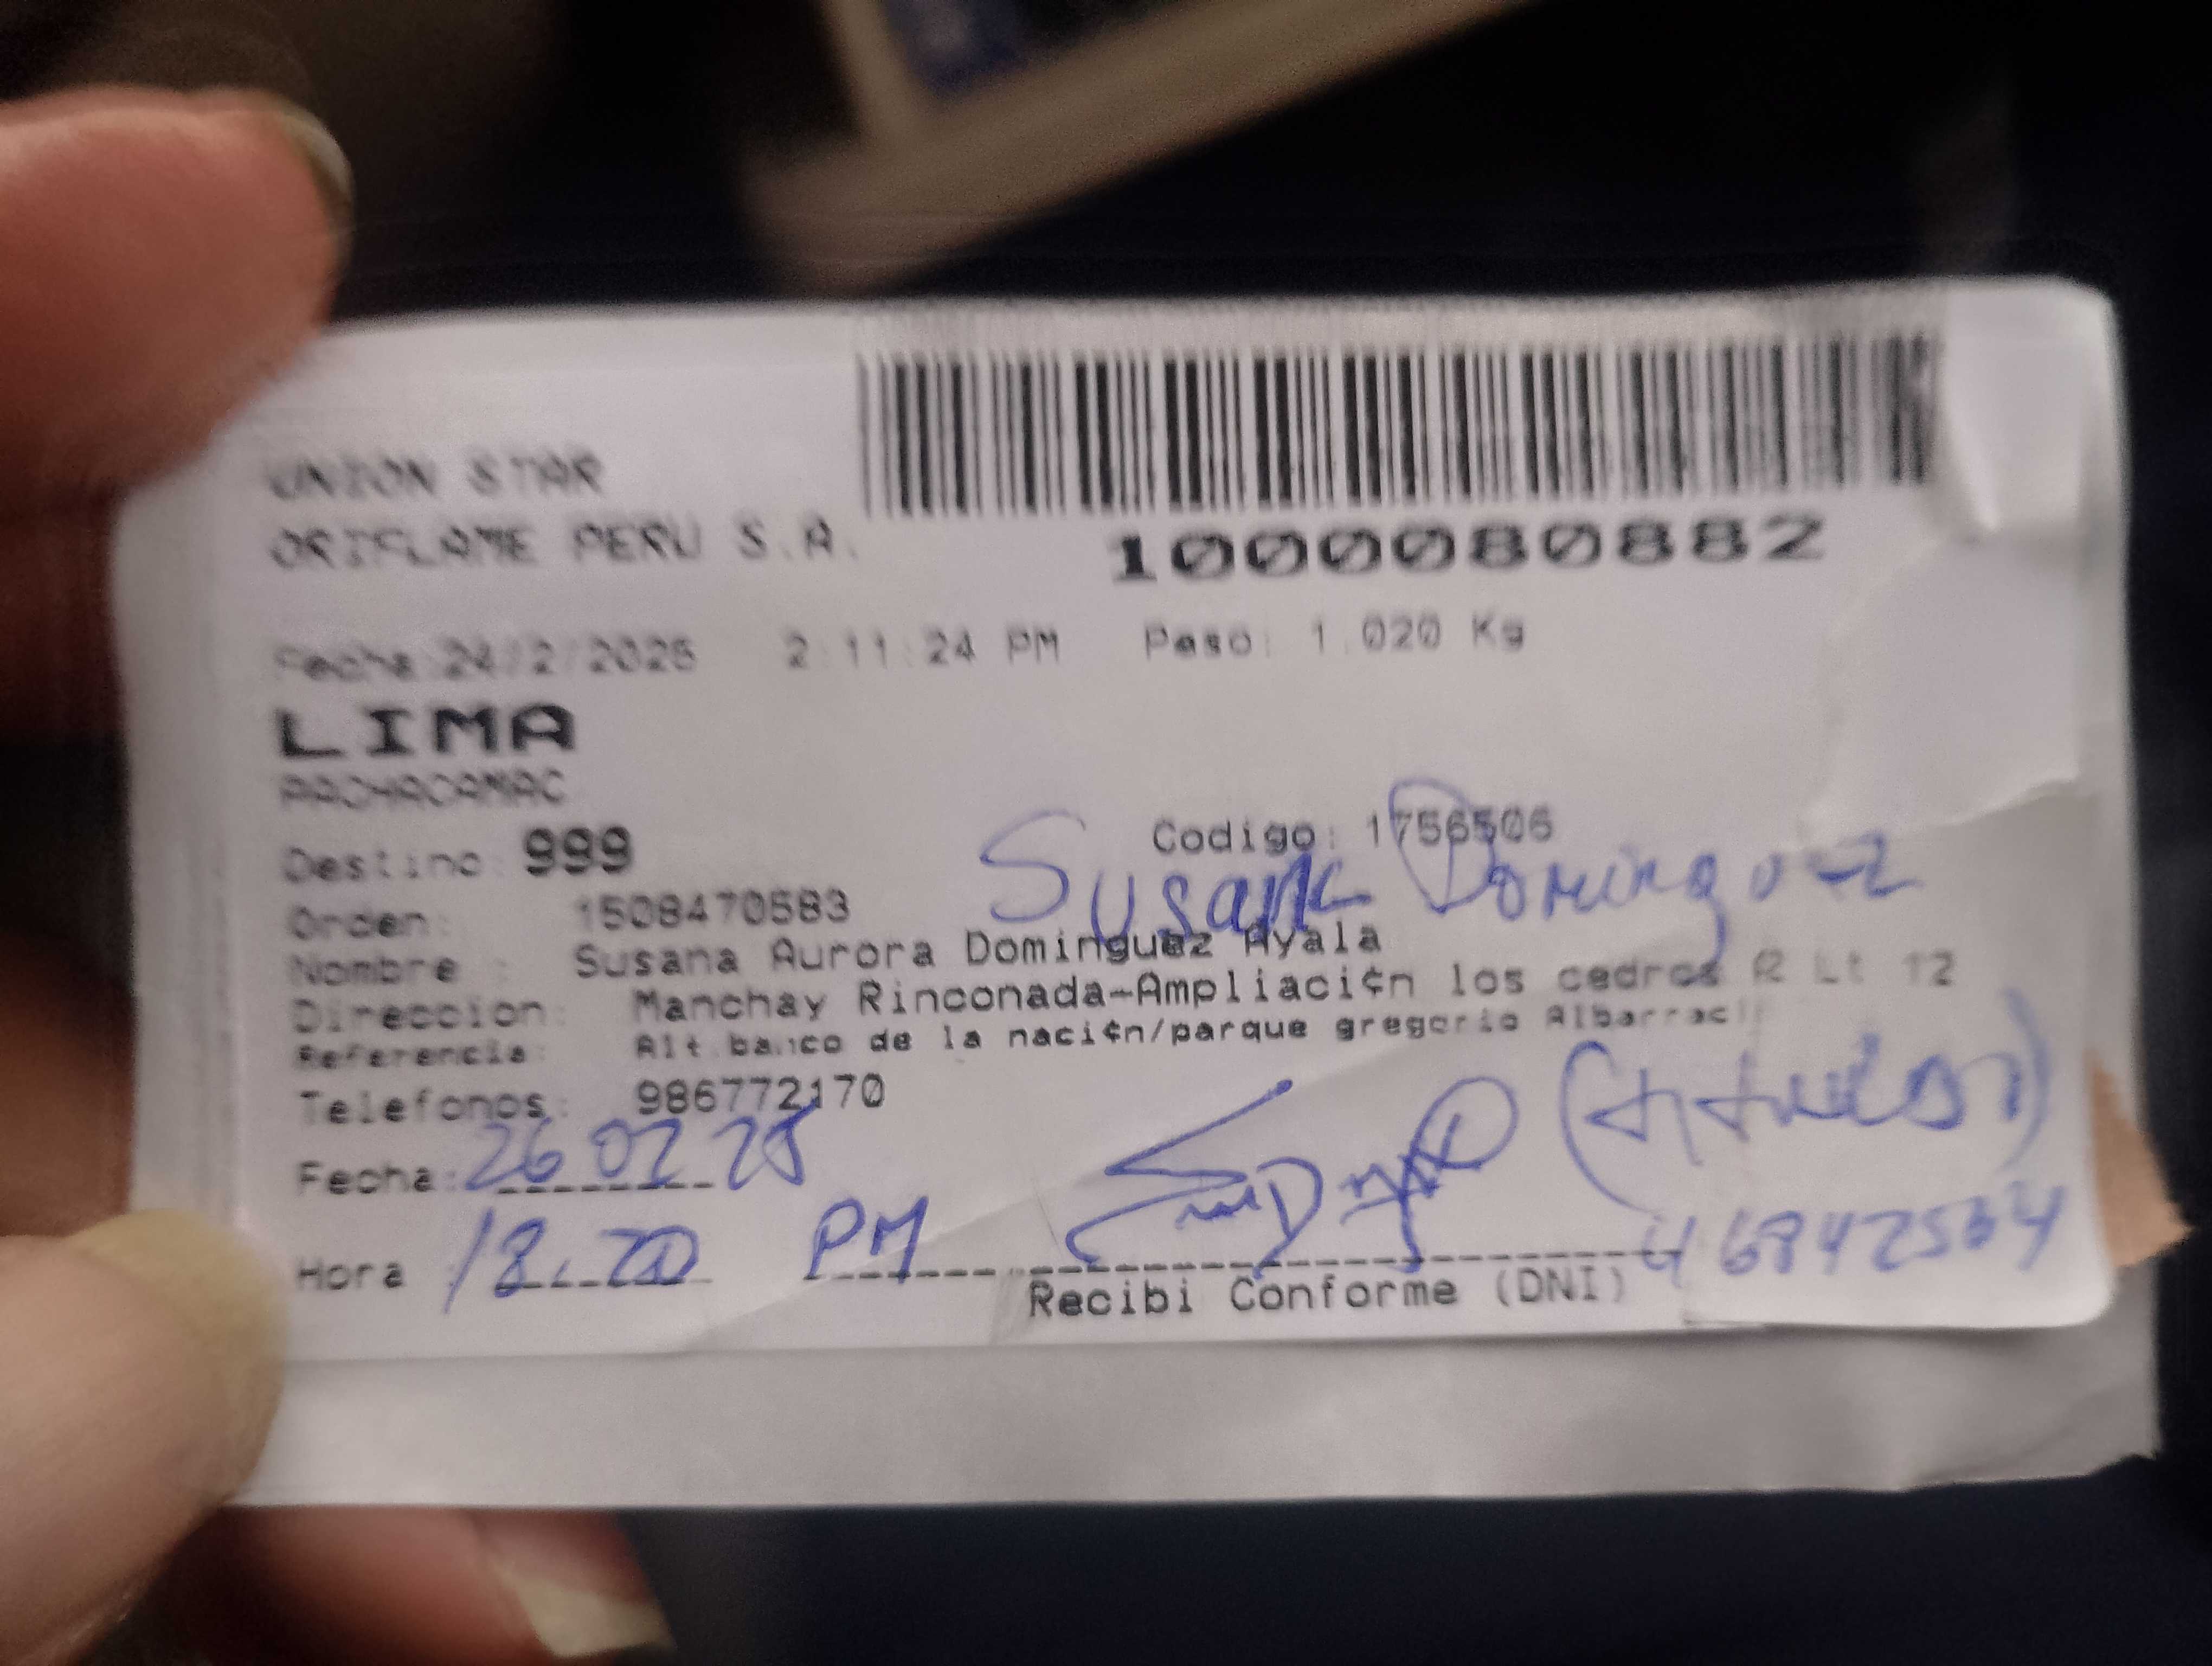 UNION STAR
ORIFLAME PERU S.A.
1000080882
Fecha:24/2/2025 2:11:24 PM Peso: 1.020 Kg
LIMA
PACHACAMAC
Destino: 999 Codigo: 1756506
Susana Dominguez
Orden: 1508470583
Nombre : Susana Aurora Dominguez Ayala
Direccion: Manchay Rinconada-Ampliaci¢n los cedros R Lt 12
Referencia: Alt banco de la naci¢n/parque gregorio Albarraci
Telefonos: 986772170
(titular)
Fecha: 26 02 25
Hora 18.20 PM
Recibi Conforme (DNI)